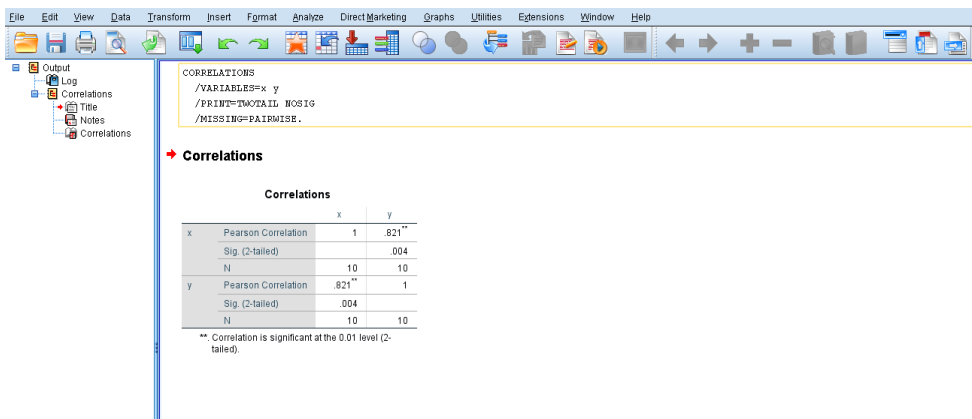 File Edit View Data Transform Insert Format Analyze Direct Marketing Graphs Utilities Extensions Window Help
Output
Log
Correlations
Title
Notes
Correlations
CORRELATIONS
/VARIABLES=x y
/PRINT=TWOTAIL NOSIG
/MISSING=PAIRWISE.
Correlations
Correlations
x y
x Pearson Correlation 1 .821**
Sig. (2-tailed) .004
N 10 10
y Pearson Correlation .821** 1
Sig. (2-tailed) .004
N 10 10
**. Correlation is significant at the 0.01 level (2-
tailed).